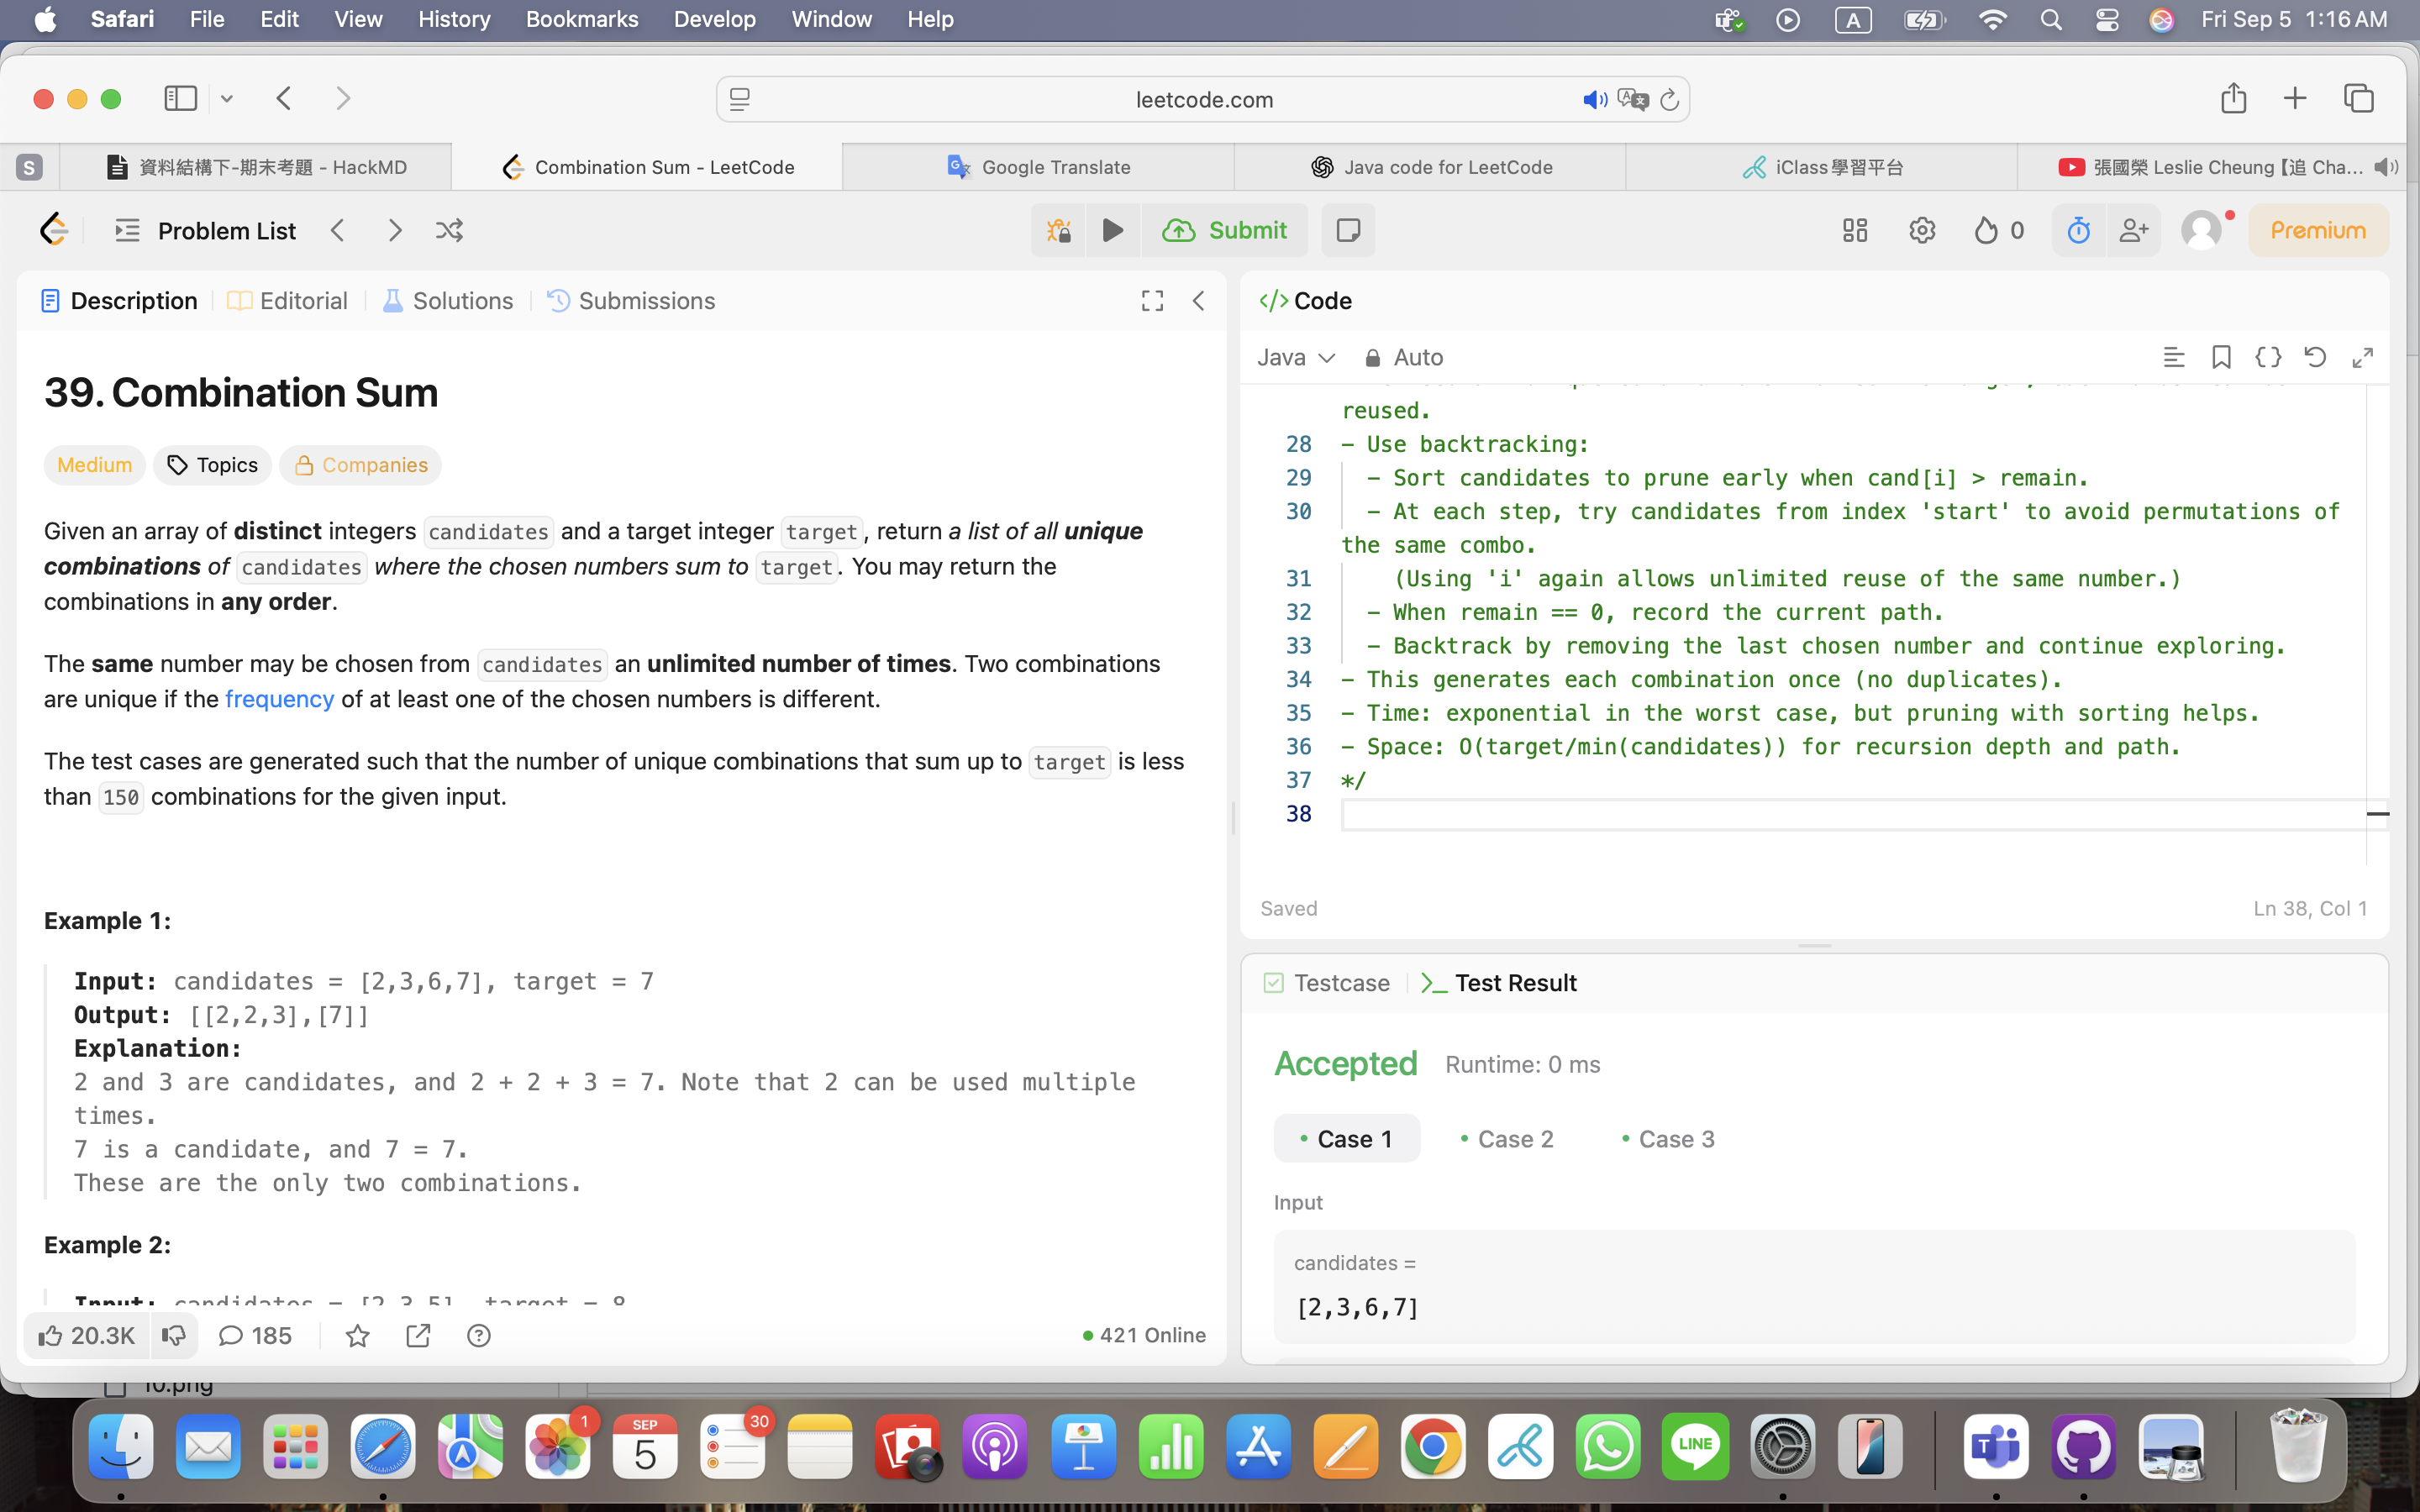 Safari File Edit View History Bookmarks Develop Window Help
A
Fri Sep 5 1:16 AM
leetcode.com
S
資料結構下-期末考題 - HackMD
Combination Sum - LeetCode
Google Translate
Java code for LeetCode
iClass 學習平台
張國榮 Leslie Cheung【追 Cha...
Problem List
Submit
0
Premium
Description
Editorial
Solutions
Submissions
39. Combination Sum
Medium
Topics
Companies
Given an array of distinct integers candidates and a target integer target, return a list of all unique
combinations of candidates where the chosen numbers sum to target. You may return the
combinations in any order.
The same number may be chosen from candidates an unlimited number of times. Two combinations
are unique if the frequency of at least one of the chosen numbers is different.
The test cases are generated such that the number of unique combinations that sum up to target is less
than 150 combinations for the given input.
Example 1:
Input: candidates = [2,3,6,7], target = 7
Output: [[2,2,3],[7]]
Explanation:
2 and 3 are candidates, and 2 + 2 + 3 = 7. Note that 2 can be used multiple
times.
7 is a candidate, and 7 = 7.
These are the only two combinations.
Example 2:
Input: candidates = [2,3,5], target = 8
20.3K
185
421 Online
Code
Java
Auto
reused.
28 - Use backtracking:
29 - Sort candidates to prune early when cand[i] > remain.
30 - At each step, try candidates from index 'start' to avoid permutations of
the same combo.
31 (Using 'i' again allows unlimited reuse of the same number.)
32 - When remain == 0, record the current path.
33 - Backtrack by removing the last chosen number and continue exploring.
34 - This generates each combination once (no duplicates).
35 - Time: exponential in the worst case, but pruning with sorting helps.
36 - Space: O(target/min(candidates)) for recursion depth and path.
37 */
38
Saved
Ln 38, Col 1
Testcase
Test Result
Accepted
Runtime: 0 ms
Case 1
Case 2
Case 3
Input
candidates =
[2,3,6,7]
10.png
1
SEP
5
30
LINE
T